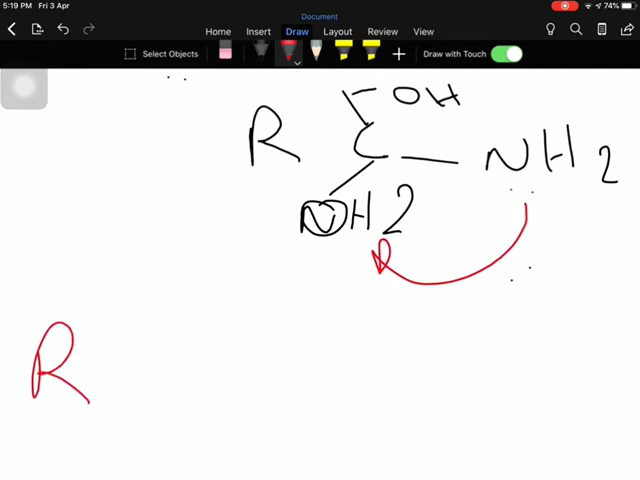 5:19 PM Fri 3 Apr 74%
Document
Home Insert Draw Layout Review View
Select Objects Draw with Touch
OH
R C NH2
NH2
R